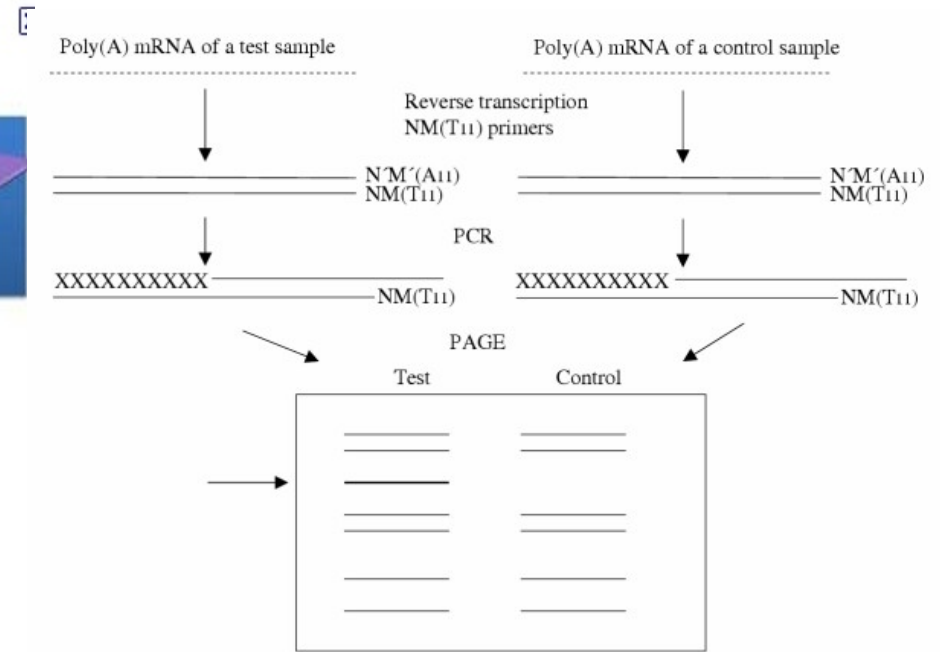 Poly(A) mRNA of a test sample
Poly(A) mRNA of a control sample
Reverse transcription
NM(T11) primers
N´M´(A11)
NM(T11)
N´M´(A11)
NM(T11)
PCR
XXXXXXXXXX
NM(T11)
XXXXXXXXXX
NM(T11)
PAGE
Test
Control